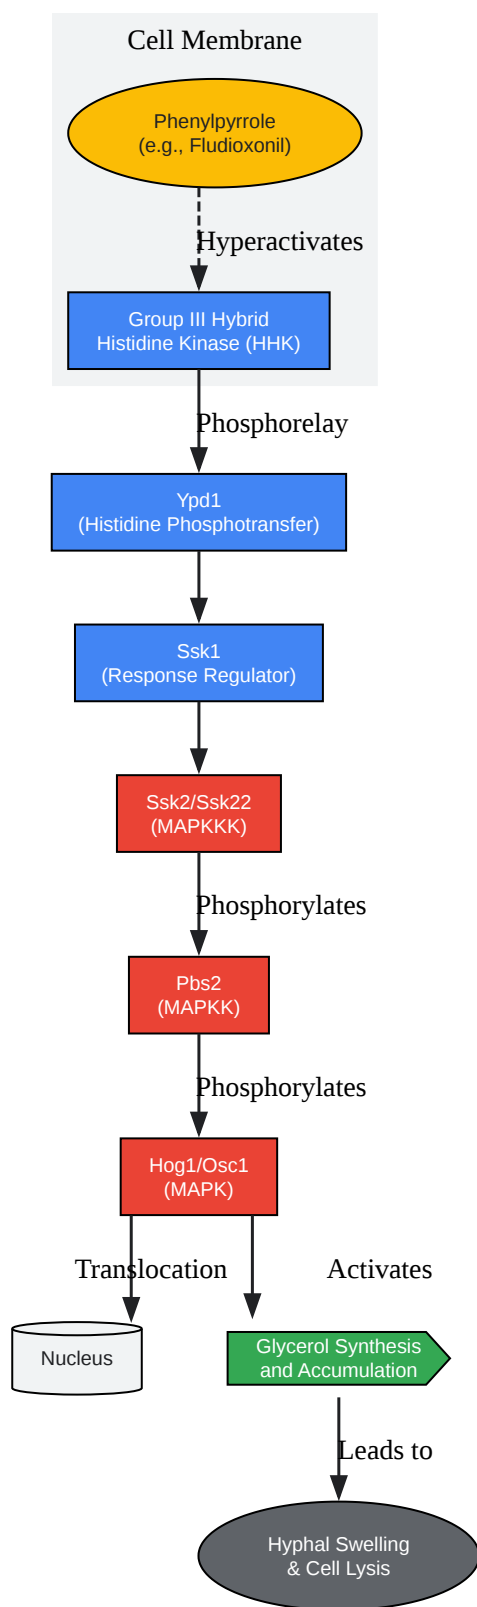 Cell Membrane
Phenylpyrrole
(e.g., Fludioxonil)
Hyperactivates
Group III Hybrid
Histidine Kinase (HHK)
Phosphorelay
Ypd1
(Histidine Phosphotransfer)
Ssk1
(Response Regulator)
Ssk2/Ssk22
(MAPKKK)
Phosphorylates
Pbs2
(MAPKK)
Phosphorylates
Hog1/Osc1
(MAPK)
Translocation
Activates
Nucleus
Glycerol Synthesis
and Accumulation
Leads to
Hyphal Swelling
& Cell Lysis